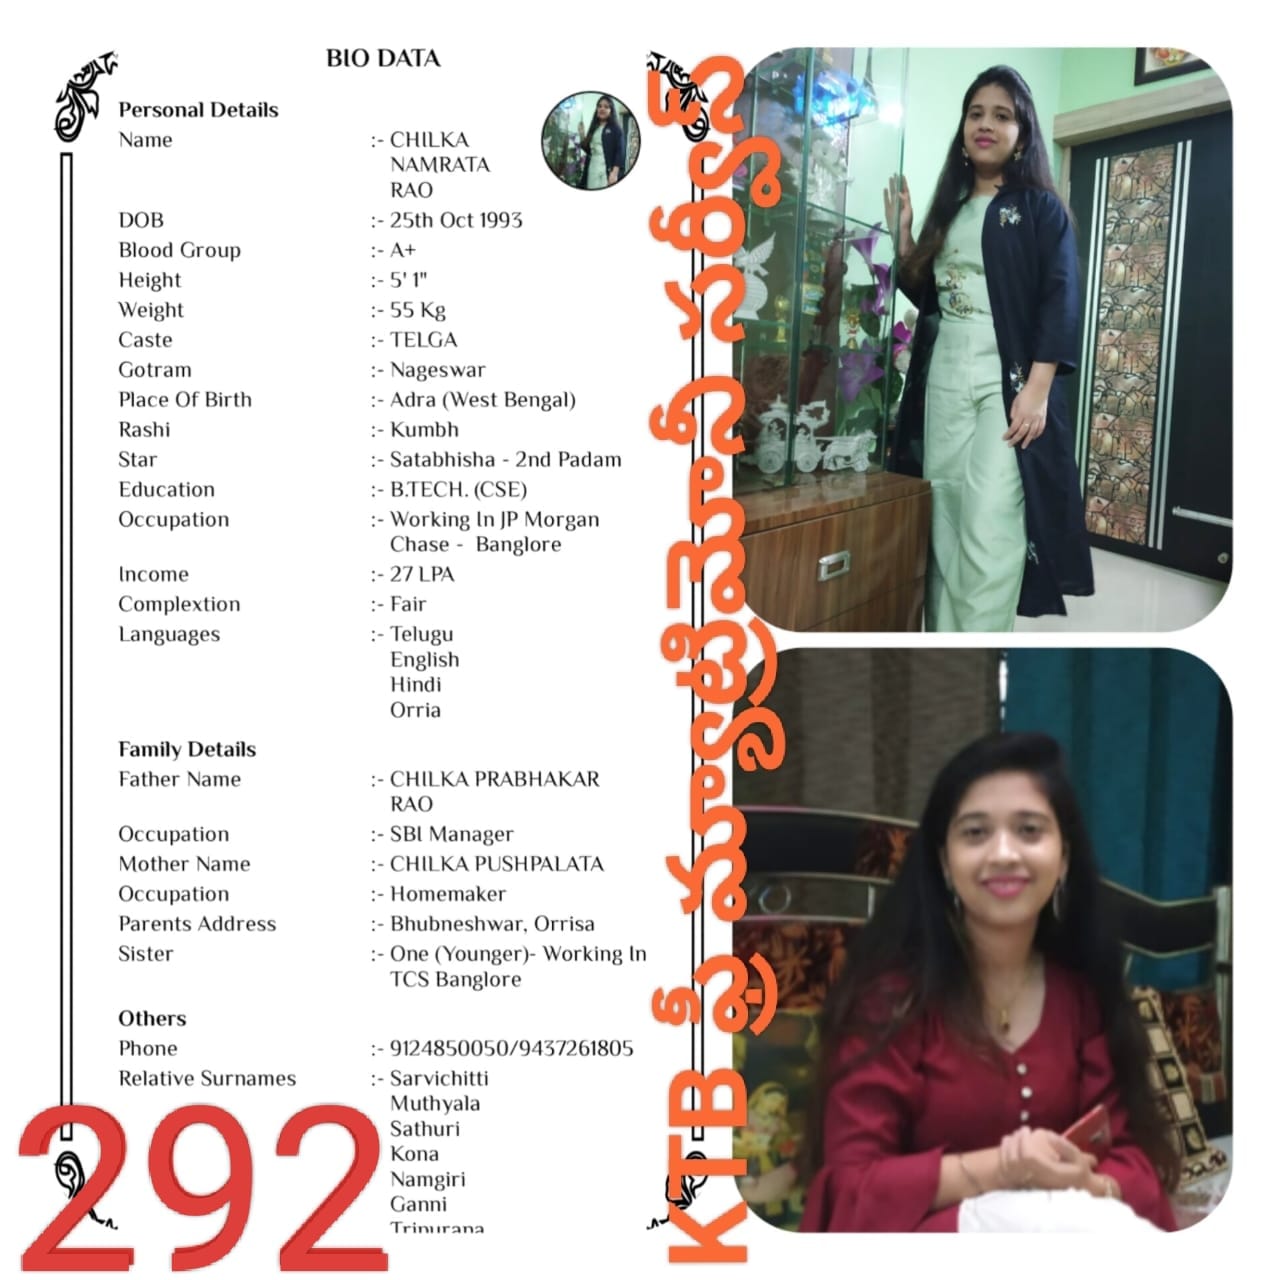 BIO DATA
Personal Details
Name :- CHILKA
NAMRATA
RAO
DOB :- 25th Oct 1993
Blood Group :- A+
Height :- 5' 1"
Weight :- 55 Kg
Caste :- TELGA
Gotram :- Nageswar
Place Of Birth :- Adra (West Bengal)
Rashi :- Kumbh
Star :- Satabhisha - 2nd Padam
Education :- B.TECH. (CSE)
Occupation :- Working In JP Morgan
Chase - Banglore
Income :- 27 LPA
Complextion :- Fair
Languages :- Telugu
English
Hindi
Orria
Family Details
Father Name :- CHILKA PRABHAKAR
RAO
Occupation :- SBI Manager
Mother Name :- CHILKA PUSHPALATA
Occupation :- Homemaker
Parents Address :- Bhubneshwar, Orrisa
Sister :- One (Younger)- Working In
TCS Banglore
Others
Phone :- 9124850050/9437261805
Relative Surnames :- Sarvichitti
Muthyala
Sathuri
Kona
Namgiri
Ganni
Tripurana
292
KTB ఫ్రీ మ్యాట్రిమోనీ సర్వీస్